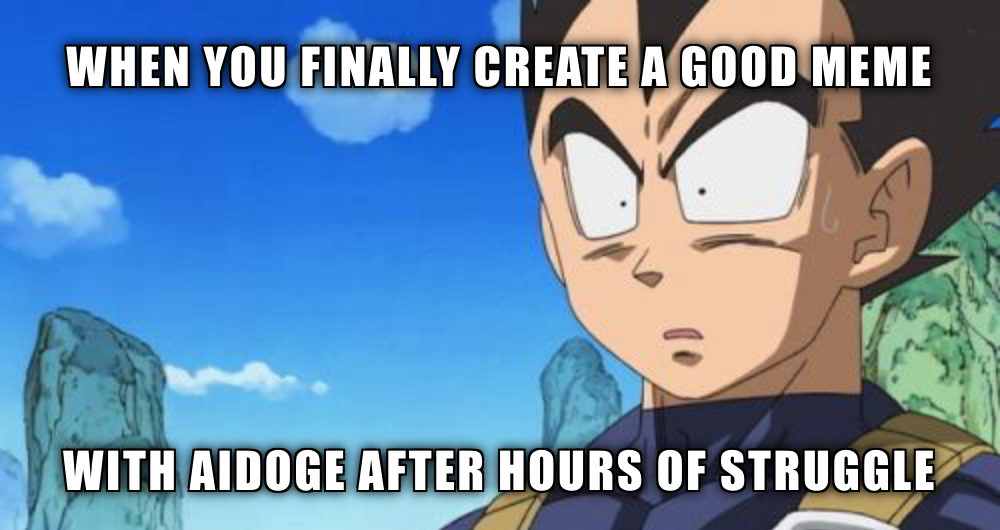 WHEN YOU FINALLY CREATE A GOOD MEME
WITH AIDOGE AFTER HOURS OF STRUGGLE